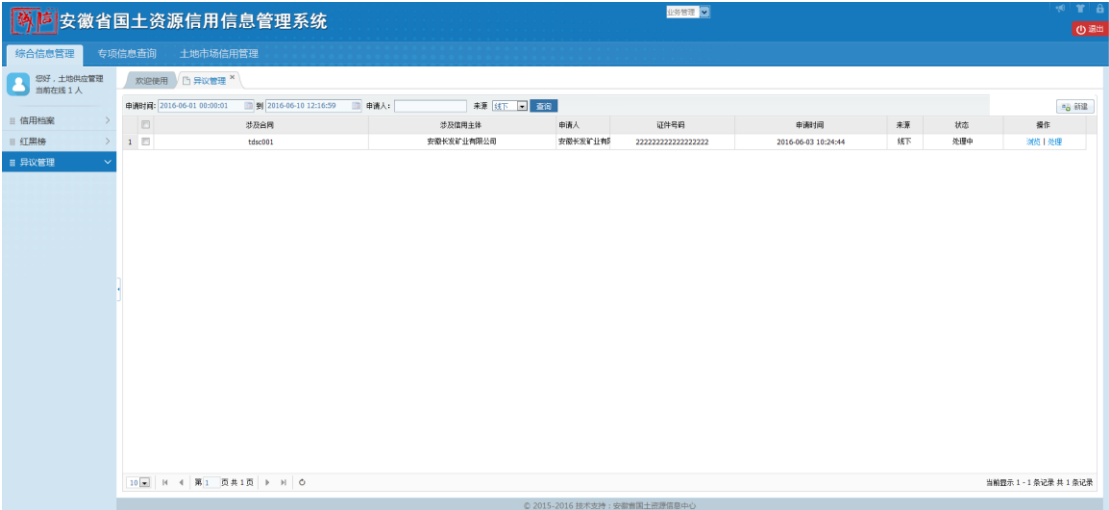 诚信 安徽省国土资源信用信息管理系统
业务管理
退出
综合信息管理 专项信息查询 土地市场信用管理
您好，土地供应管理
当前在线 1 人
欢迎使用 异议管理 ×
申请时间: 2016-06-01 00:00:01 到 2016-06-10 12:16:59 申请人: 来源 线下 查询 新建
信用档案
红黑榜
异议管理
涉及合同 涉及信用主体 申请人 证件号码 申请时间 来源 状态 操作
1 tdsc001 安徽长发矿业有限公司 安徽长发矿业有 222222222222222222 2016-06-03 10:24:44 线下 处理中 浏览 | 处理
10 第 1 页 共 1 页 当前显示 1 - 1 条记录 共 1 条记录
© 2015-2016 技术支持：安徽省国土资源信息中心